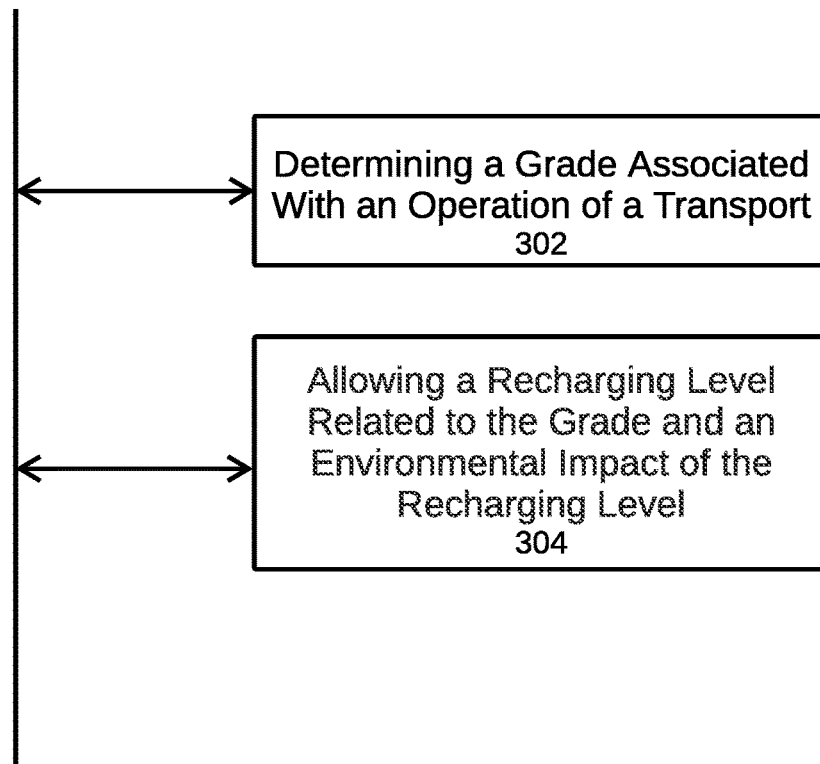 Determining a Grade Associated
With an Operation of a Transport
302
Allowing a Recharging Level
Related to the Grade and an
Environmental Impact of the
Recharging Level
304